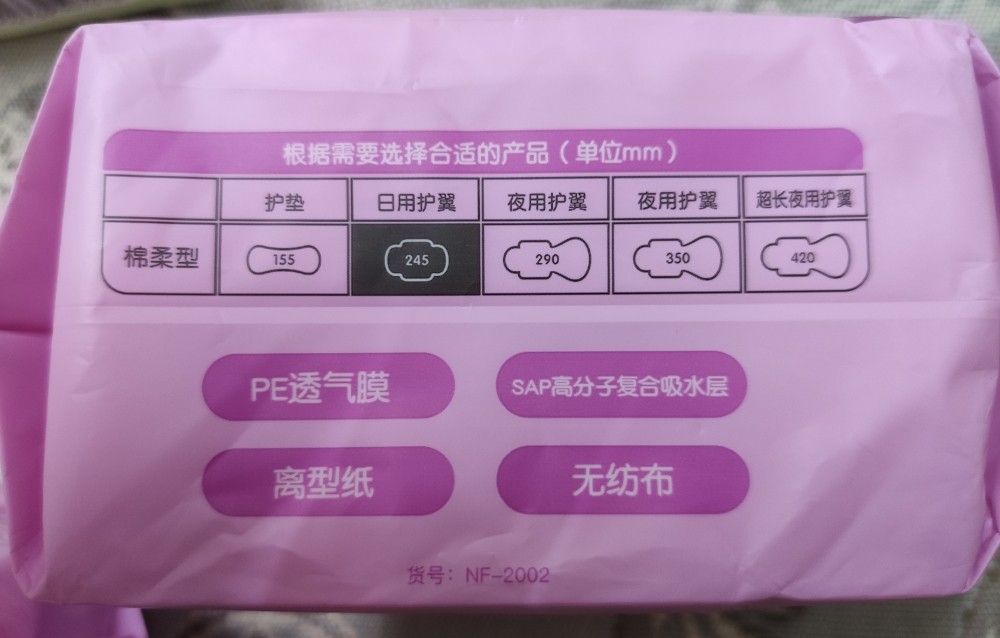 根据需要选择合适的产品（单位mm）
护垫 日用护翼 夜用护翼 夜用护翼 超长夜用护翼
棉柔型 155 245 290 350 420
PE透气膜 SAP高分子复合吸水层
离型纸 无纺布
货号：NF-2002